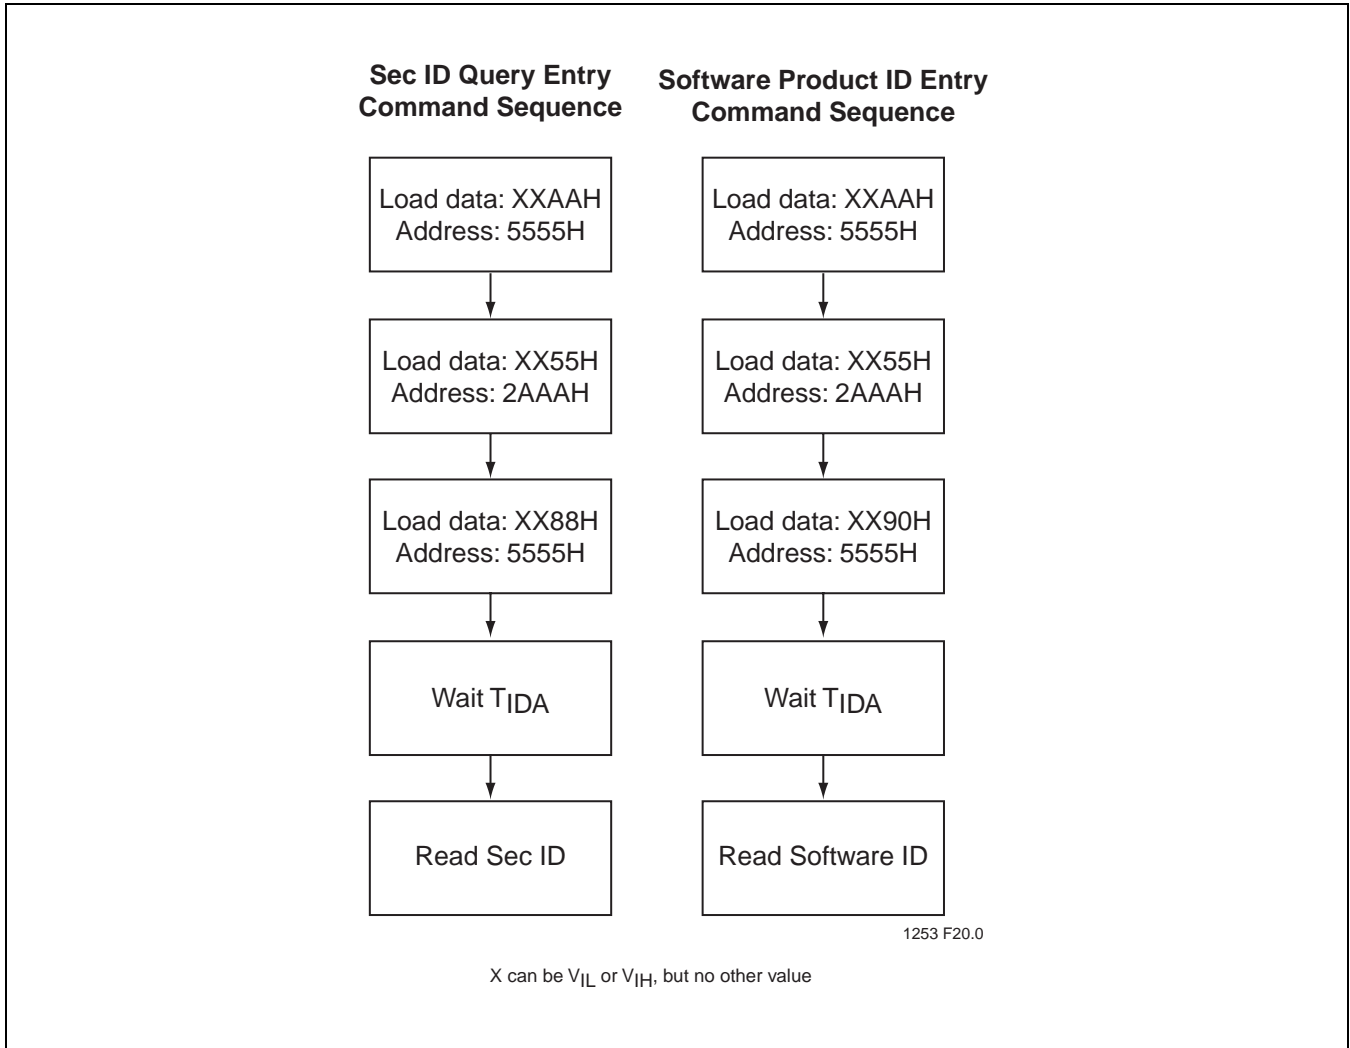 Sec ID Query Entry
Command Sequence
Load data: XXAAH
Address: 5555H
Load data: XX55H
Address: 2AAAH
Load data: XX88H
Address: 5555H
Wait TIDA
Read Sec ID
Software Product ID Entry
Command Sequence
Load data: XXAAH
Address: 5555H
Load data: XX55H
Address: 2AAAH
Load data: XX90H
Address: 5555H
Wait TIDA
Read Software ID
1253 F20.0
X can be VIL or VIH, but no other value